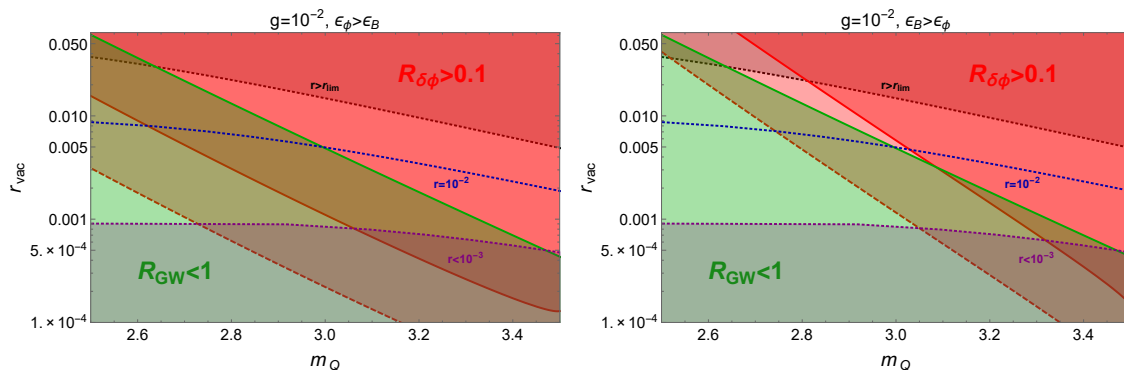 g=10⁻², ϵ_ϕ>ϵ_B
r_vac
0.050
0.010
0.005
0.001
5.×10⁻⁴
1.×10⁻⁴
R_δϕ>0.1
r>r_lim
r=10⁻²
r<10⁻³
R_GW<1
2.6 2.8 3.0 3.2 3.4
m_Q
g=10⁻², ϵ_B>ϵ_ϕ
r_vac
0.050
0.010
0.005
0.001
5.×10⁻⁴
1.×10⁻⁴
R_δϕ>0.1
r>r_lim
r=10⁻²
r<10⁻³
R_GW<1
2.6 2.8 3.0 3.2 3.4
m_Q